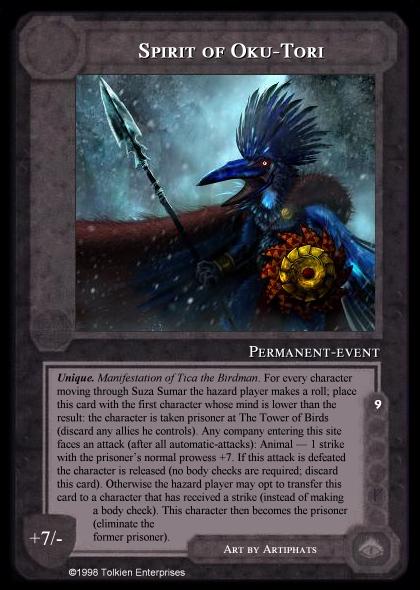 SPIRIT OF OKU-TORI
PERMANENT-EVENT
Unique. Manifestation of Tica the Birdman. For every character
moving through Suza Sumar the hazard player makes a roll; place
this card with the first character whose mind is lower than the
result: the character is taken prisoner at The Tower of Birds
(discard any allies he controls). Any company entering this site
faces an attack (after all automatic-attacks): Animal — 1 strike
with the prisoner's normal prowess +7. If this attack is defeated
the character is released (no body checks are required; discard
this card). Otherwise the hazard player may opt to transfer this
card to a character that has received a strike (instead of making
a body check). This character then becomes the prisoner
(eliminate the
former prisoner).
9
+7/-
ART BY ARTIPHATS
©1998 Tolkien Enterprises